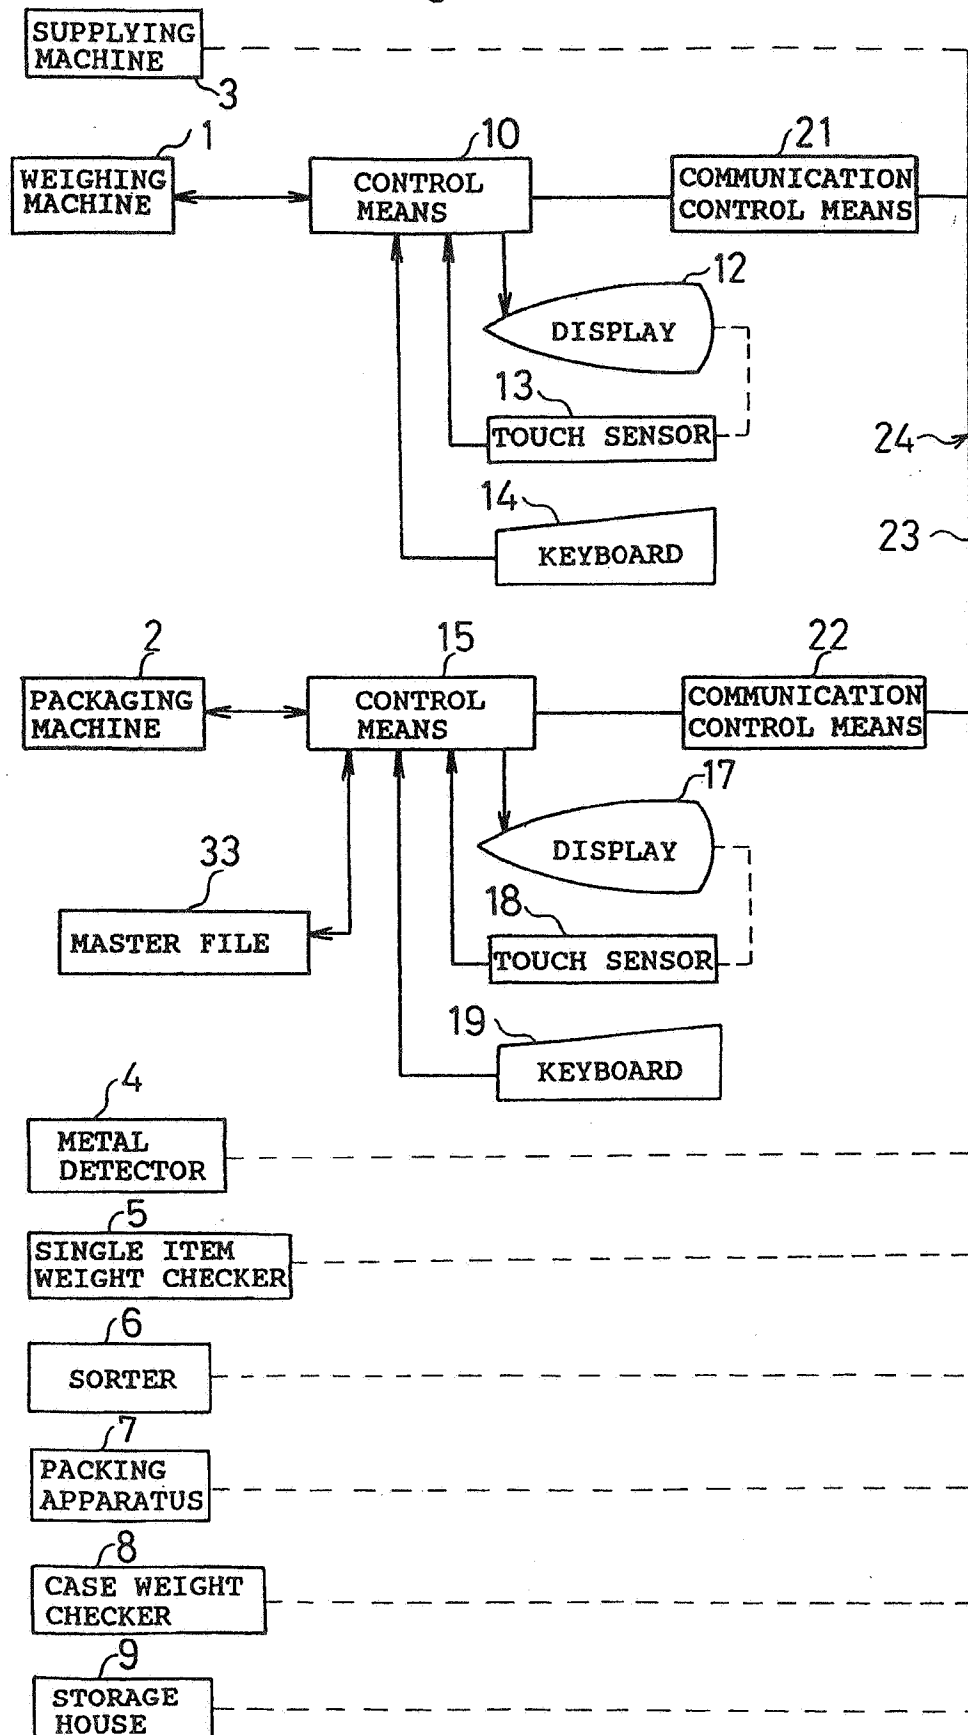 SUPPLYING
MACHINE
3
1
10
21
WEIGHING
MACHINE
CONTROL
MEANS
COMMUNICATION
CONTROL MEANS
12
DISPLAY
13
TOUCH SENSOR
24
14
KEYBOARD
23
2
15
22
PACKAGING
MACHINE
CONTROL
MEANS
COMMUNICATION
CONTROL MEANS
17
DISPLAY
33
MASTER FILE
18
TOUCH SENSOR
19
KEYBOARD
4
METAL
DETECTOR
5
SINGLE ITEM
WEIGHT CHECKER
6
SORTER
7
PACKING
APPARATUS
8
CASE WEIGHT
CHECKER
9
STORAGE
HOUSE